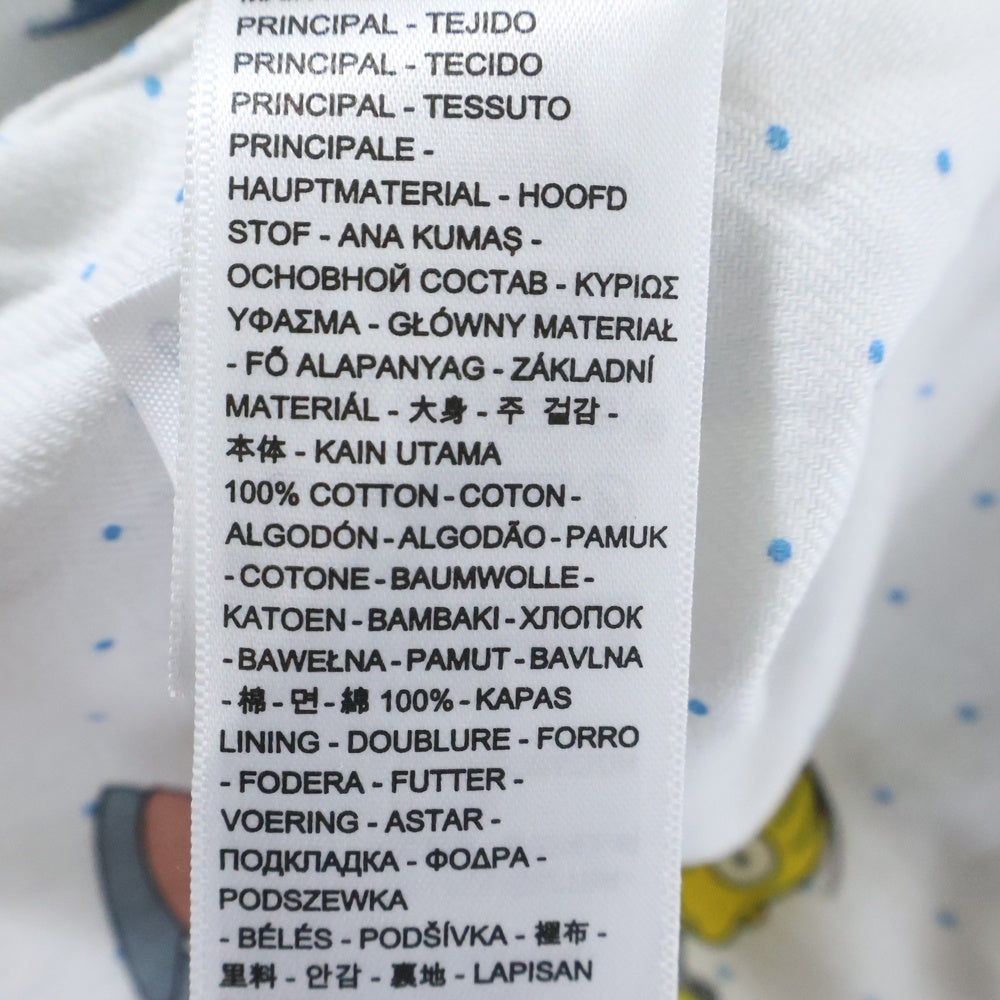 PRINCIPAL - TEJIDO
PRINCIPAL - TECIDO
PRINCIPAL - TESSUTO
PRINCIPALE -
HAUPTMATERIAL - HOOFD
STOF - ANA KUMAŞ -
ОСНОВНОЙ СОСТАВ - ΚΥΡΙΩΣ
ΥΦΑΣΜΑ - GŁÓWNY MATERIAŁ
- FŐ ALAPANYAG - ZÁKLADNÍ
MATERIÁL - 大身 - 주 겉감 -
本体 - KAIN UTAMA
100% COTTON - COTON -
ALGODÓN - ALGODÃO - PAMUK
- COTONE - BAUMWOLLE -
KATOEN - BAMBAKI - ХЛОПОК
- BAWEŁNA - PAMUT - BAVLNA
- 棉 - 면 - 綿 100% - KAPAS
LINING - DOUBLURE - FORRO
- FODERA - FUTTER -
VOERING - ASTAR -
ПОДКЛАДКА - ΦΟΔΡΑ -
PODSZEWKA
- BÉLÉS - PODŠÍVKA - 裡布 -
里料 - 안감 - 裏地 - LAPISAN